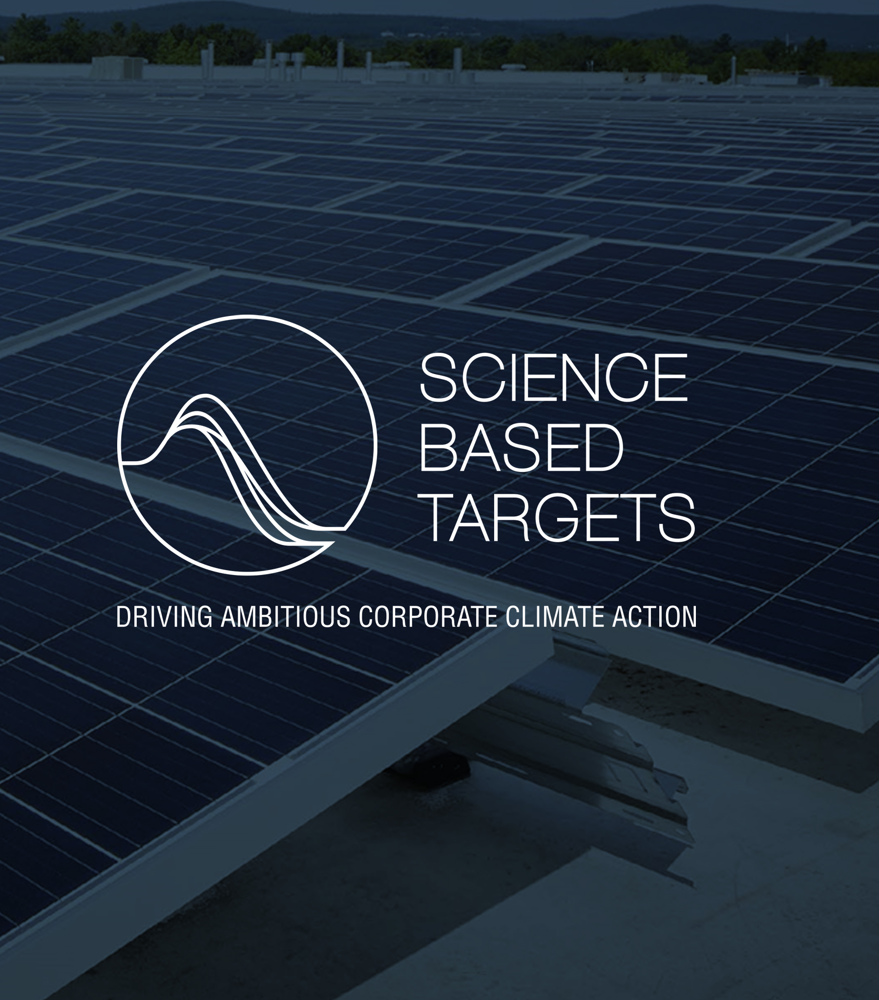 SCIENCE
BASED
TARGETS
DRIVING AMBITIOUS CORPORATE CLIMATE ACTION